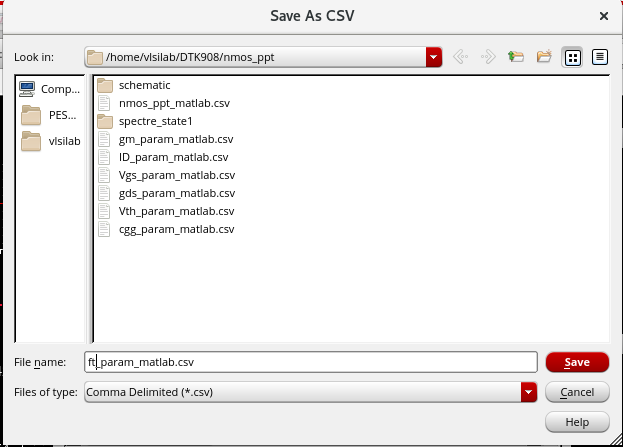 Save As CSV
Look in:
/home/vlsilab/DTK908/nmos_ppt
Comp...
PES...
vlsilab
schematic
nmos_ppt_matlab.csv
spectre_state1
gm_param_matlab.csv
ID_param_matlab.csv
Vgs_param_matlab.csv
gds_param_matlab.csv
Vth_param_matlab.csv
cgg_param_matlab.csv
File name:
ft_param_matlab.csv
Save
Files of type:
Comma Delimited (*.csv)
Cancel
Help